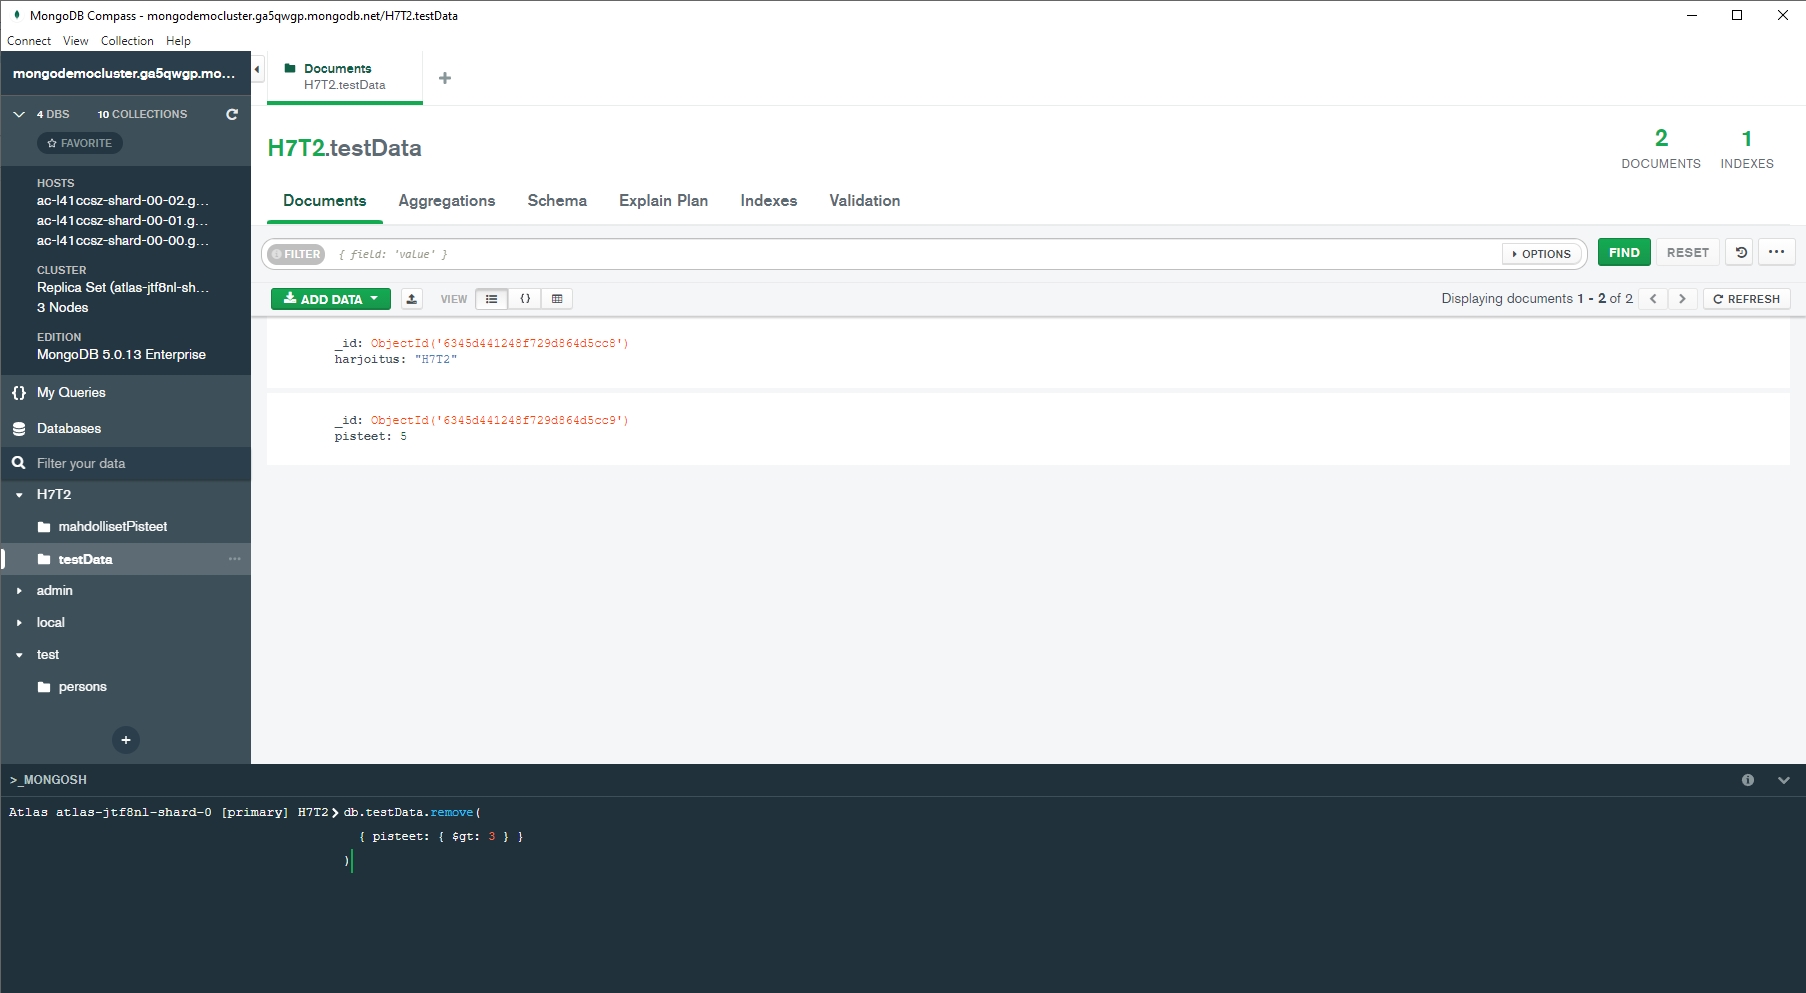 MongoDB Compass - mongodemocluster.ga5qwgp.mongodb.net/H7T2.testData
Connect View Collection Help
mongodemocluster.ga5qwgp.mo...
4 DBS 10 COLLECTIONS
FAVORITE
HOSTS
ac-l41ccsz-shard-00-02.g...
ac-l41ccsz-shard-00-01.g...
ac-l41ccsz-shard-00-00.g...
CLUSTER
Replica Set (atlas-jtf8nl-sh...
3 Nodes
EDITION
MongoDB 5.0.13 Enterprise
{} My Queries
Databases
Filter your data
H7T2
mahdollisetPisteet
testData ...
admin
local
test
persons
+
Documents
H7T2.testData
+
H7T2.testData
2 DOCUMENTS
1 INDEXES
Documents Aggregations Schema Explain Plan Indexes Validation
FILTER { field: 'value' } OPTIONS FIND RESET ...
ADD DATA VIEW {} Displaying documents 1 - 2 of 2 < > REFRESH
_id: ObjectId('6345d441248f729d864d5cc8')
harjoitus: "H7T2"
_id: ObjectId('6345d441248f729d864d5cc9')
pisteet: 5
>_MONGOSH
Atlas atlas-jtf8nl-shard-0 [primary] H7T2> db.testData.remove(
{ pisteet: { $gt: 3 } }
)